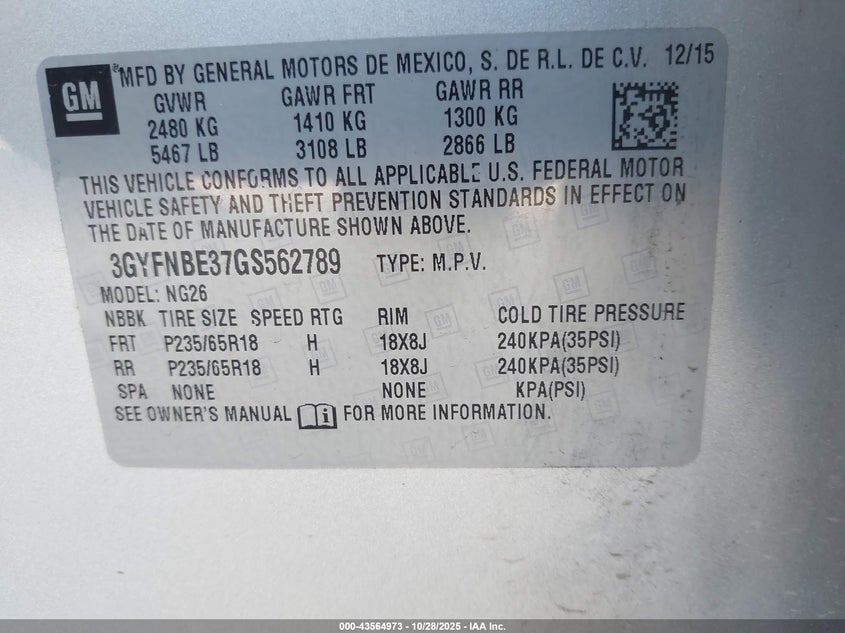 GM
®MFD BY GENERAL MOTORS DE MEXICO, S. DE R.L. DE C.V. 12/15
GVWR GAWR FRT GAWR RR
2480 KG 1410 KG 1300 KG
5467 LB 3108 LB 2866 LB
THIS VEHICLE CONFORMS TO ALL APPLICABLE U.S. FEDERAL MOTOR
VEHICLE SAFETY AND THEFT PREVENTION STANDARDS IN EFFECT ON
THE DATE OF MANUFACTURE SHOWN ABOVE.
3GYFNBE37GS562789 TYPE: M.P.V.
MODEL: NG26
NBBK TIRE SIZE SPEED RTG RIM COLD TIRE PRESSURE
FRT P235/65R18 H 18X8J 240KPA(35PSI)
RR P235/65R18 H 18X8J 240KPA(35PSI)
SPA NONE NONE KPA(PSI)
SEE OWNER'S MANUAL FOR MORE INFORMATION.
000-43564973 | 10/28/2025 - IAA Inc.